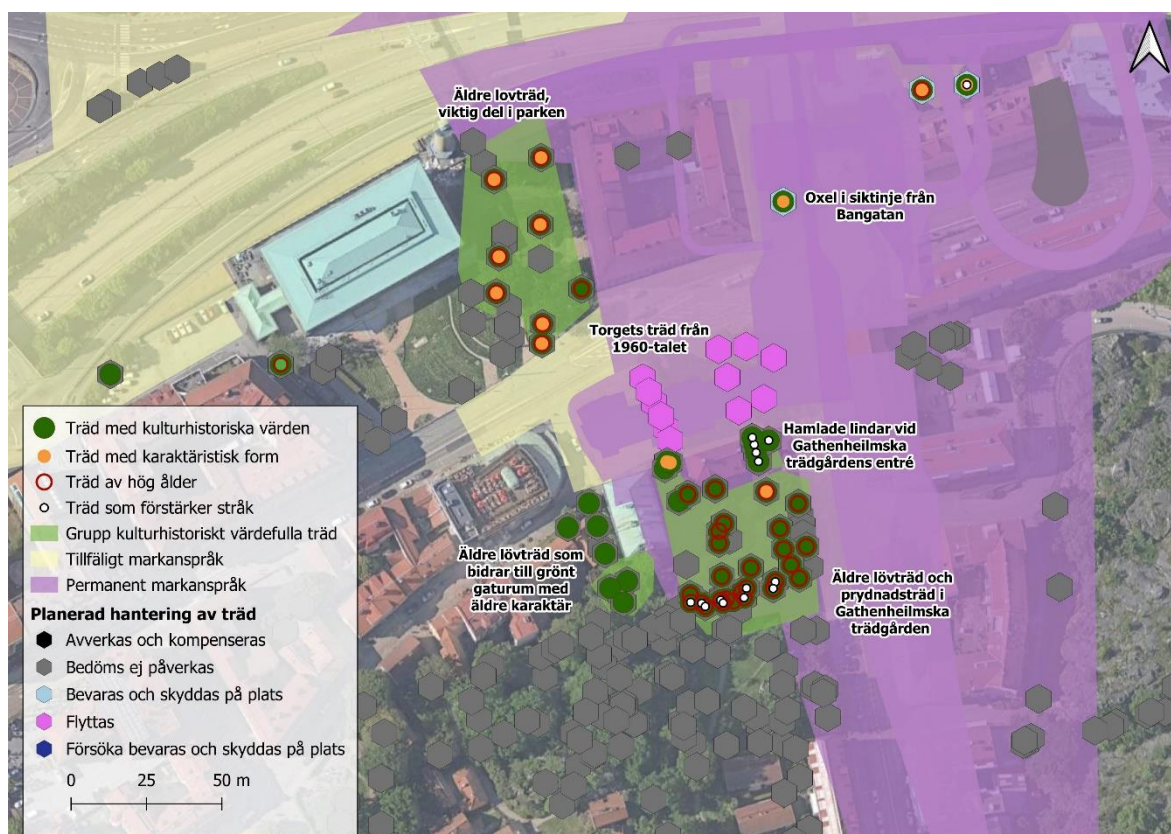 Äldre lovträd,
viktig del i parken
Oxel i siktinje från
Bangatan
Torgets träd från
1960-talet
Hamlade lindar vid
Gathenheilmska
trädgårdens entré
Äldre lövträd som
bidrar till grönt
gaturum med
äldre karaktär
Äldre lövträd och
prydnadsträd i
Gathenheilmska
trädgården
Träd med kulturhistoriska värden
Träd med karaktäristisk form
Träd av hög ålder
Träd som förstärker stråk
Grupp kulturhistoriskt värdefulla träd
Tillfäligt markanspråk
Permanent markanspråk
Planerad hantering av träd
Avverkas och kompenseras
Bedöms ej påverkas
Bevaras och skyddas på plats
Flyttas
Försöka bevaras och skyddas på plats
0 25 50 m